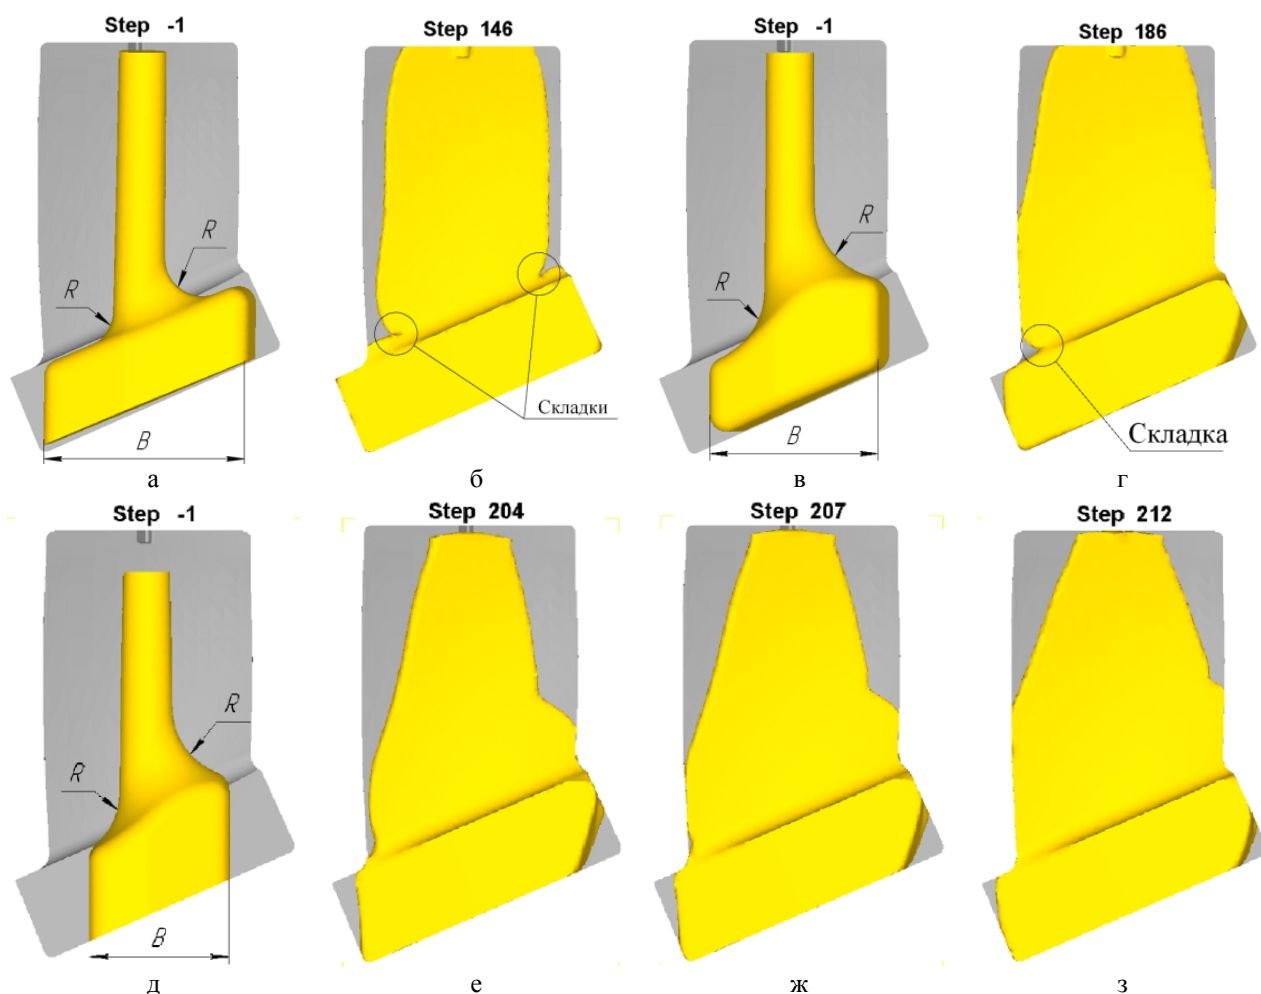 Step -1
Step 146
Step -1
Step 186
R
R
R
R
Складки
Складка
B
B
а
б
в
г
Step -1
Step 204
Step 207
Step 212
R
R
B
д
е
ж
з